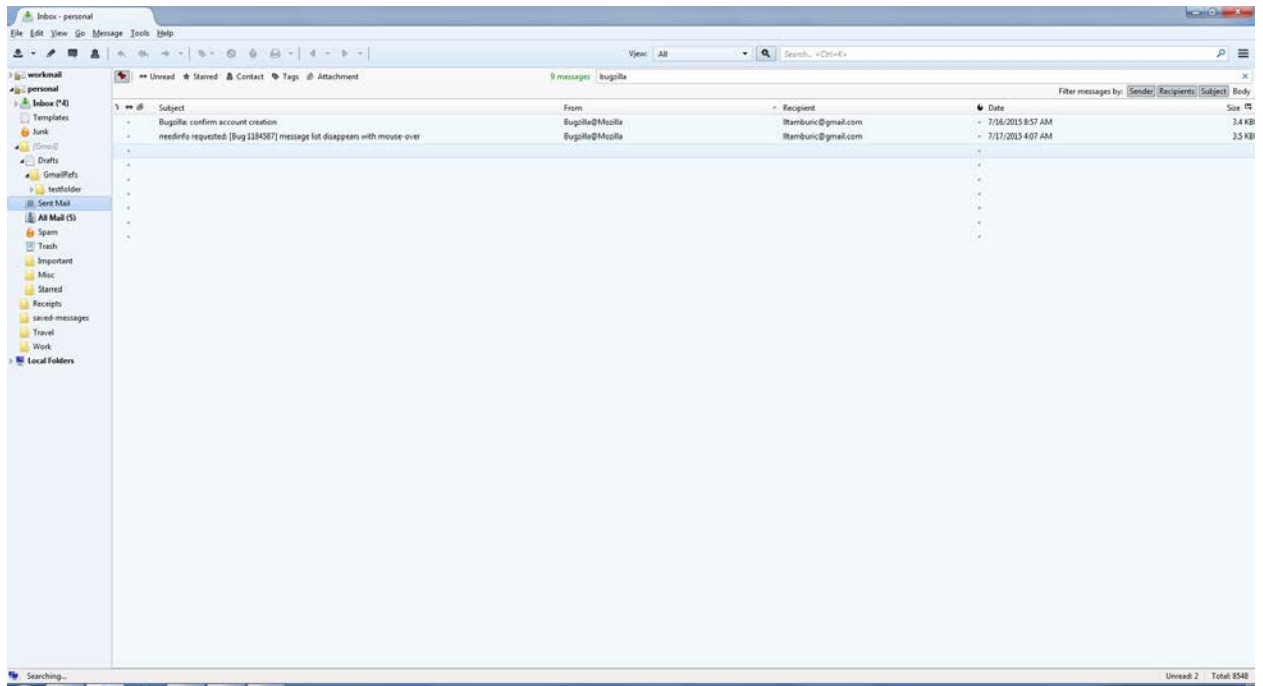 Inbox - personal
File Edit View Go Message Tools Help
View: All Search... <Ctrl+K>
workmail
Unread Starred Contact Tags Attachment 9 messages bugzilla
personal
Filter messages by: Sender Recipients Subject Body
Inbox (*4)
Subject From Recipient Date Size
Templates
Bugzilla: confirm account creation Bugzilla@Mozilla lltamburic@gmail.com 7/16/2015 8:57 AM 3.4 KB
Junk
needinfo requested: [Bug 1184587] message list disappears with mouse-over Bugzilla@Mozilla lltamburic@gmail.com 7/17/2015 4:07 AM 3.5 KB
[Gmail]
Drafts
GmailRefs
testfolder
Sent Mail
All Mail (5)
Spam
Trash
Important
Misc
Starred
Receipts
saved-messages
Travel
Work
Local Folders
Searching... Unread: 2 Total: 8548